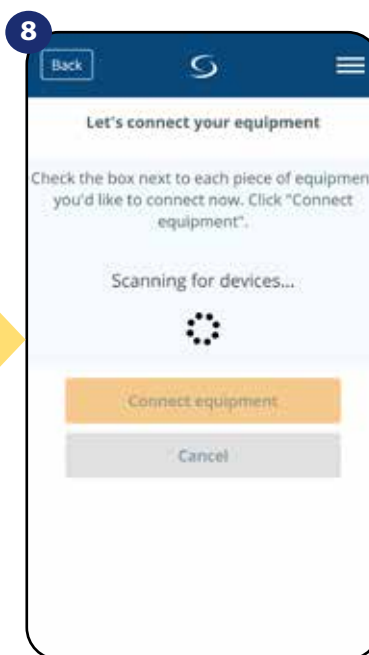 8
Back
Let's connect your equipment
Check the box next to each piece of equipmen
you'd like to connect now. Click "Connect
equipment".
Scanning for devices...
Connect equipment
Cancel